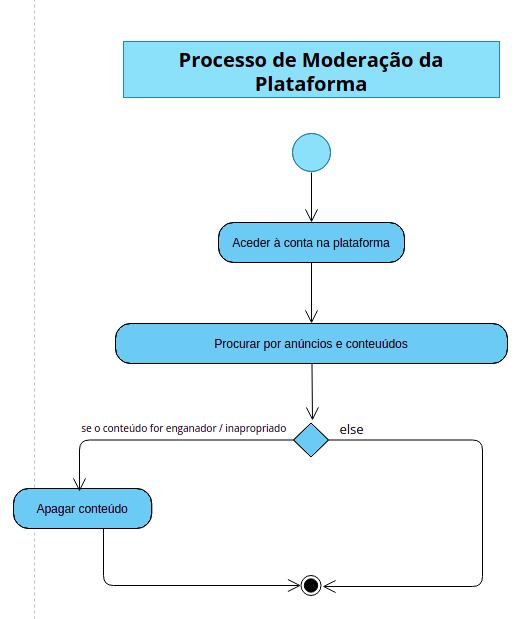 Processo de Moderação da
Plataforma
Aceder à conta na plataforma
Procurar por anúncios e conteuúdos
se o conteúdo for enganador / inapropriado
else
Apagar conteúdo